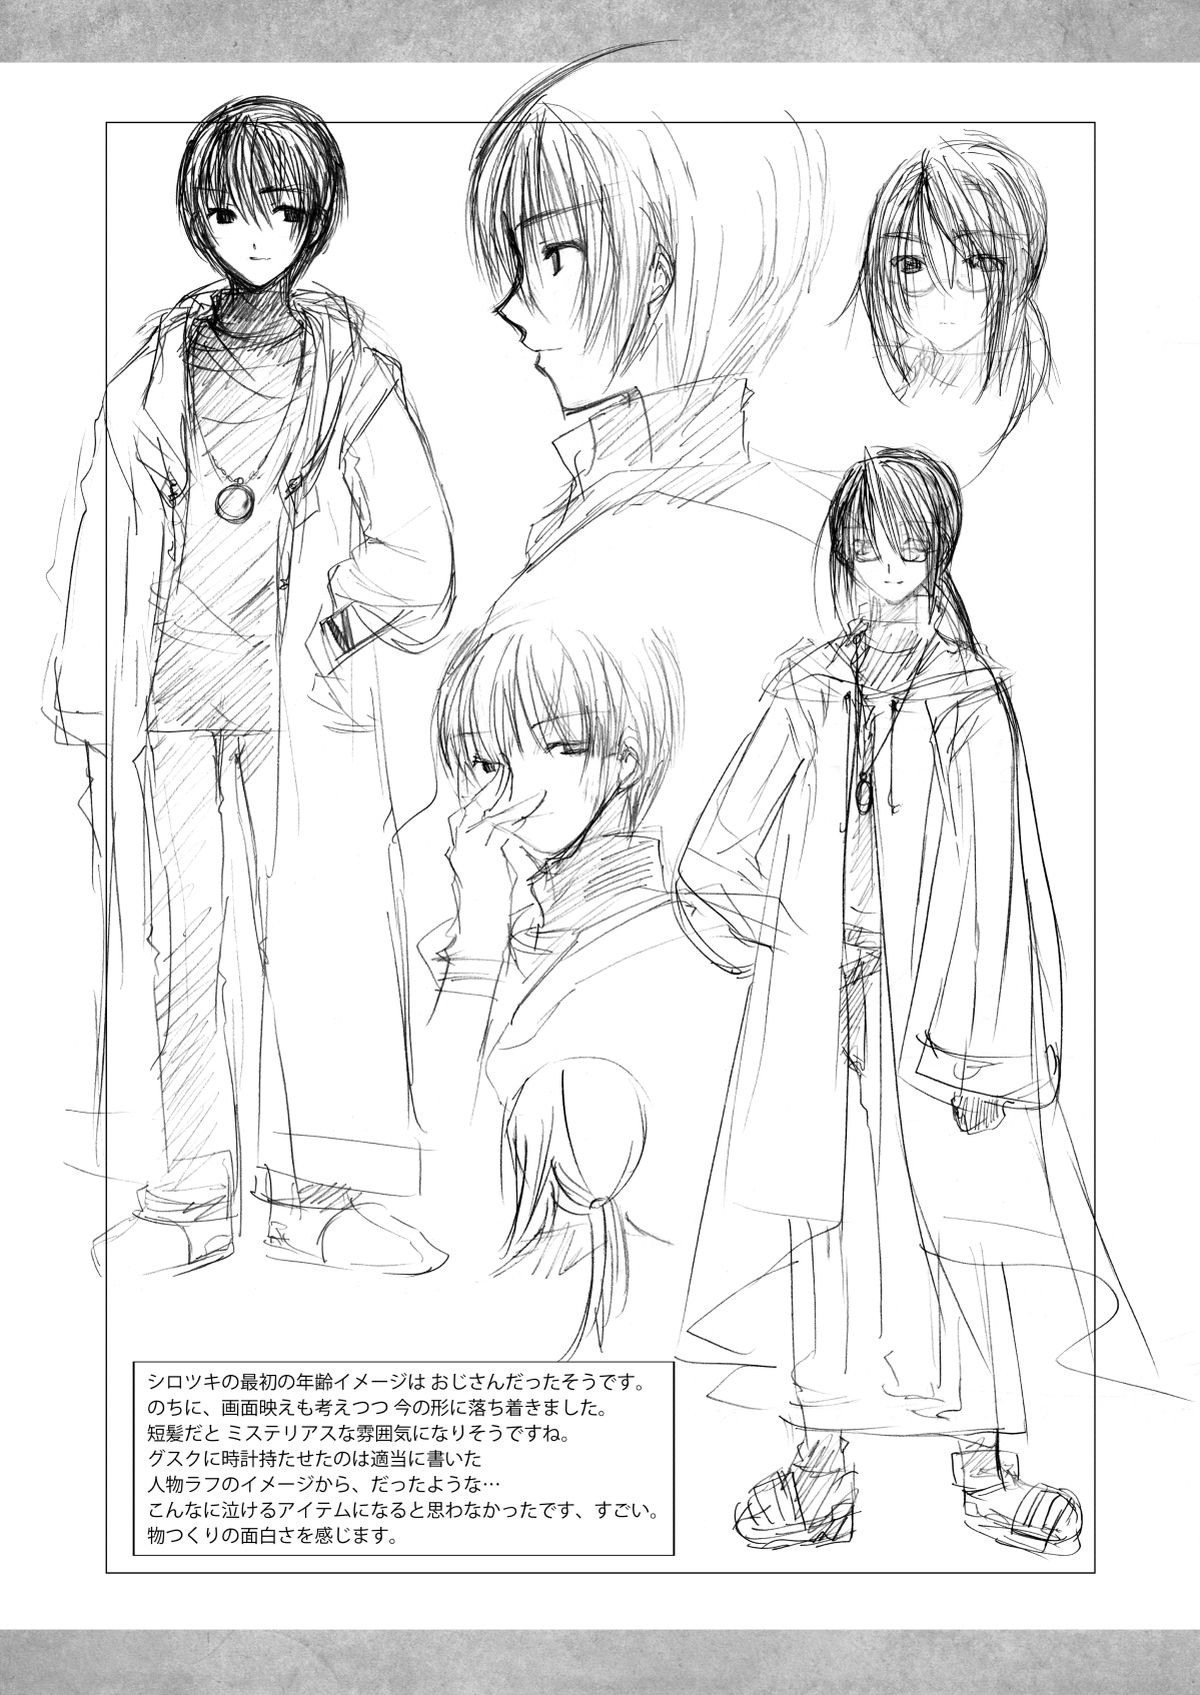 シロツキの最初の年齢イメージは おじさんだったそうです。
のちに、画面映えも考えつつ 今の形に落ち着きました。
短髪だと ミステリアスな雰囲気になりそうですね。
グスクに時計持たせたのは適当に書いた
人物ラフのイメージから、だったような…
こんなに泣けるアイテムになると思わなかったです、すごい。
物つくりの面白さを感じます。